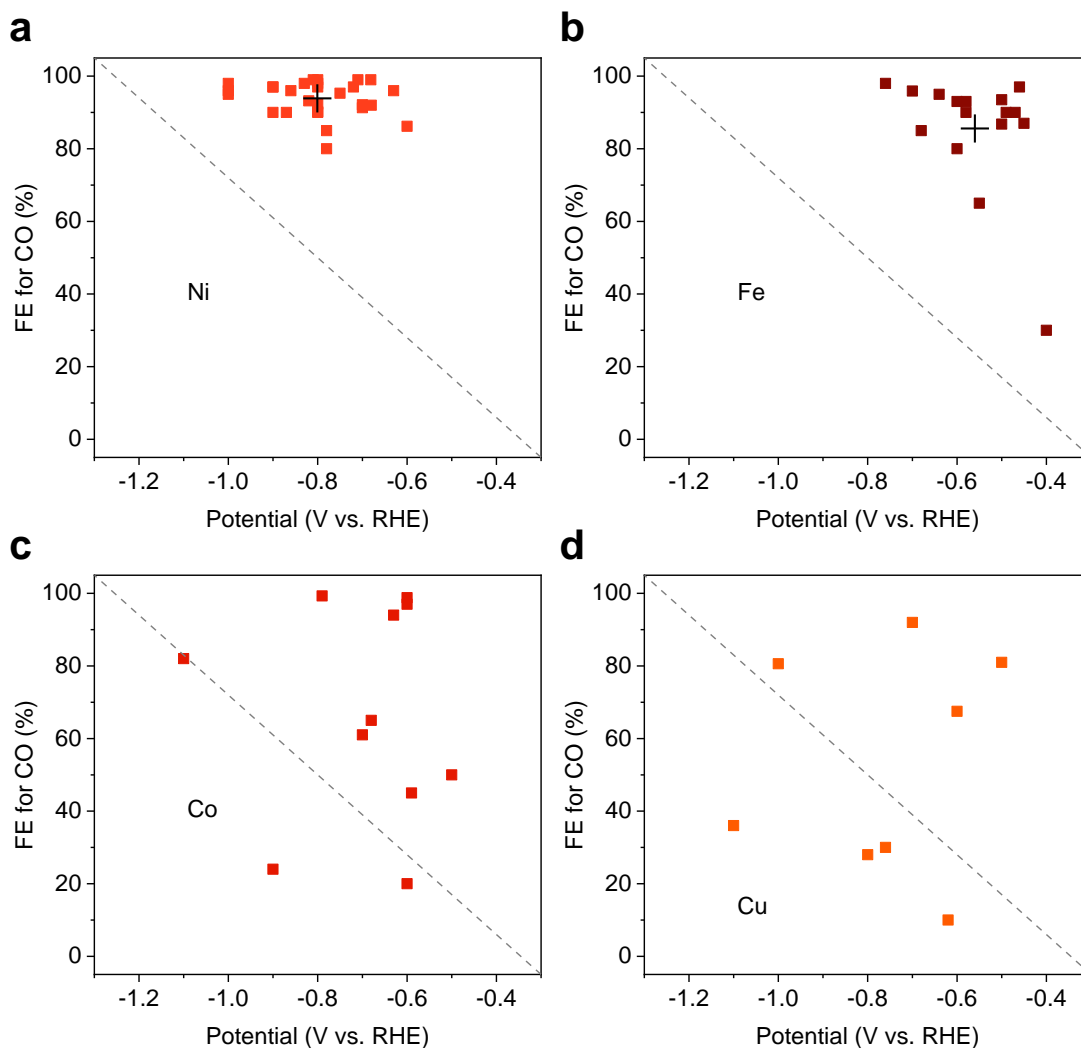 a
100
80
60
40
20
0
FE for CO (%)
Ni
-1.2
-1.0
-0.8
-0.6
-0.4
Potential (V vs. RHE)
b
100
80
60
40
20
0
FE for CO (%)
Fe
-1.2
-1.0
-0.8
-0.6
-0.4
Potential (V vs. RHE)
c
100
80
60
40
20
0
FE for CO (%)
Co
-1.2
-1.0
-0.8
-0.6
-0.4
Potential (V vs. RHE)
d
100
80
60
40
20
0
FE for CO (%)
Cu
-1.2
-1.0
-0.8
-0.6
-0.4
Potential (V vs. RHE)